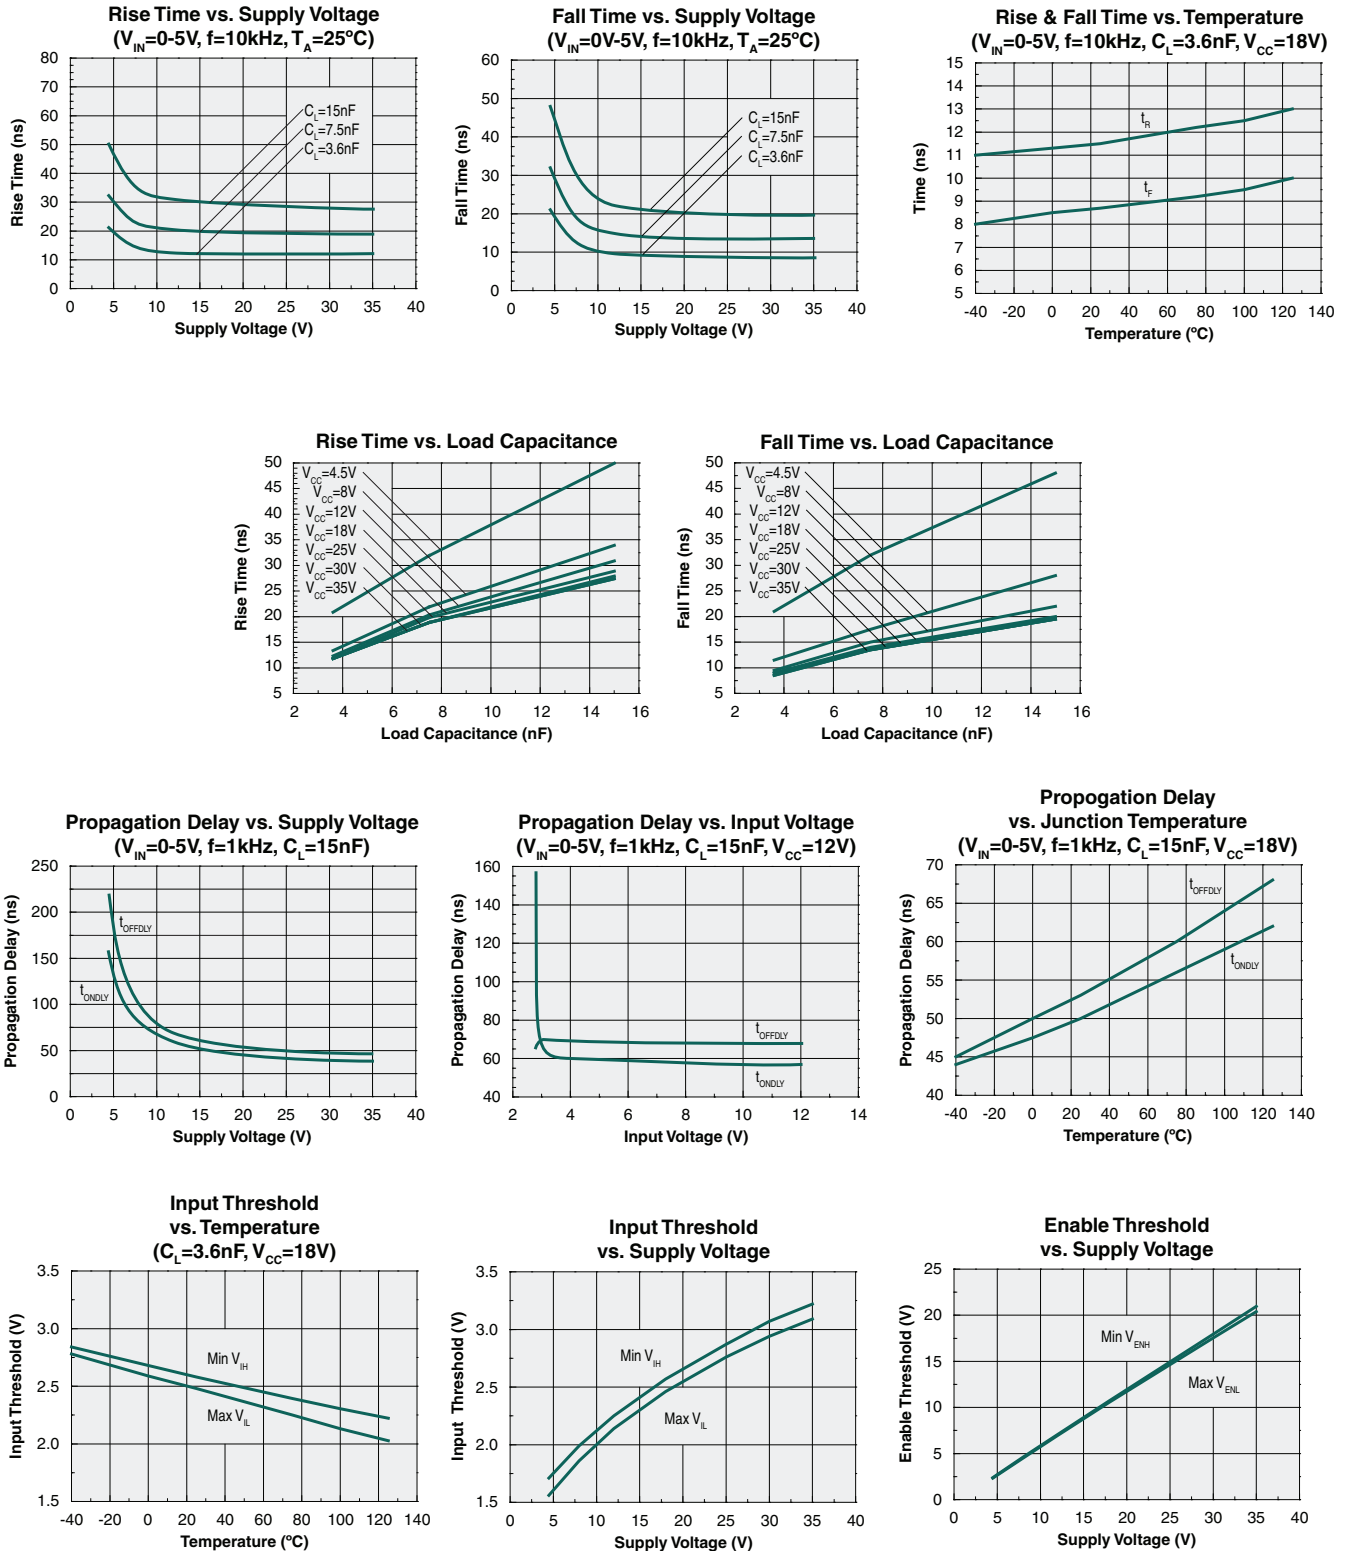 Rise Time vs. Supply Voltage
(VIN=0-5V, f=10kHz, TA=25ºC)
Rise Time (ns)
80
70
60
50
40
30
20
10
0
CL=15nF
CL=7.5nF
CL=3.6nF
0 5 10 15 20 25 30 35 40
Supply Voltage (V)
Fall Time vs. Supply Voltage
(VIN=0V-5V, f=10kHz, TA=25ºC)
Fall Time (ns)
60
50
40
30
20
10
0
CL=15nF
CL=7.5nF
CL=3.6nF
0 5 10 15 20 25 30 35 40
Supply Voltage (V)
Rise & Fall Time vs. Temperature
(VIN=0-5V, f=10kHz, CL=3.6nF, VCC=18V)
Time (ns)
15
14
13
12
11
10
9
8
7
6
5
tR
tF
-40 -20 0 20 40 60 80 100 120 140
Temperature (ºC)
Rise Time vs. Load Capacitance
Rise Time (ns)
50
45
40
35
30
25
20
15
10
5
VCC=4.5V
VCC=8V
VCC=12V
VCC=18V
VCC=25V
VCC=30V
VCC=35V
2 4 6 8 10 12 14 16
Load Capacitance (nF)
Fall Time vs. Load Capacitance
Fall Time (ns)
50
45
40
35
30
25
20
15
10
5
VCC=4.5V
VCC=8V
VCC=12V
VCC=18V
VCC=25V
VCC=30V
VCC=35V
2 4 6 8 10 12 14 16
Load Capacitance (nF)
Propagation Delay vs. Supply Voltage
(VIN=0-5V, f=1kHz, CL=15nF)
Propagation Delay (ns)
250
200
150
100
50
0
tOFFDLY
tONDLY
0 5 10 15 20 25 30 35 40
Supply Voltage (V)
Propagation Delay vs. Input Voltage
(VIN=0-5V, f=1kHz, CL=15nF, VCC=12V)
Propagation Delay (ns)
160
140
120
100
80
60
40
tOFFDLY
tONDLY
2 4 6 8 10 12 14
Input Voltage (V)
Propogation Delay
vs. Junction Temperature
(VIN=0-5V, f=1kHz, CL=15nF, VCC=18V)
Propagation Delay (ns)
70
65
60
55
50
45
40
tOFFDLY
tONDLY
-40 -20 0 20 40 60 80 100 120 140
Temperature (ºC)
Input Threshold
vs. Temperature
(CL=3.6nF, VCC=18V)
Input Threshold (V)
3.5
3.0
2.5
2.0
1.5
Min VIH
Max VIL
-40 -20 0 20 40 60 80 100 120 140
Temperature (ºC)
Input Threshold
vs. Supply Voltage
Input Threshold (V)
3.5
3.0
2.5
2.0
1.5
Min VIH
Max VIL
0 5 10 15 20 25 30 35 40
Supply Voltage (V)
Enable Threshold
vs. Supply Voltage
Enable Threshold (V)
25
20
15
10
5
0
Min VENH
Max VENL
0 5 10 15 20 25 30 35 40
Supply Voltage (V)